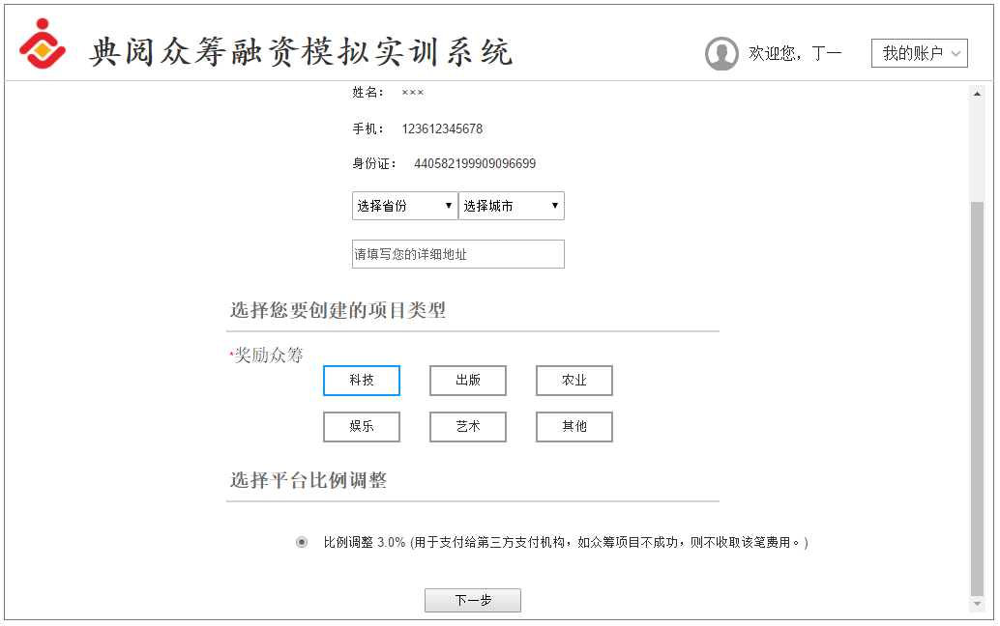 典阅众筹融资模拟实训系统
欢迎您，丁一
我的账户
姓名： ×××
手机： 123612345678
身份证： 440582199909096699
选择省份 选择城市
请填写您的详细地址
选择您要创建的项目类型
*奖励众筹
科技 出版 农业
娱乐 艺术 其他
选择平台比例调整
比例调整 3.0% (用于支付给第三方支付机构，如众筹项目不成功，则不收取该笔费用。)
下一步